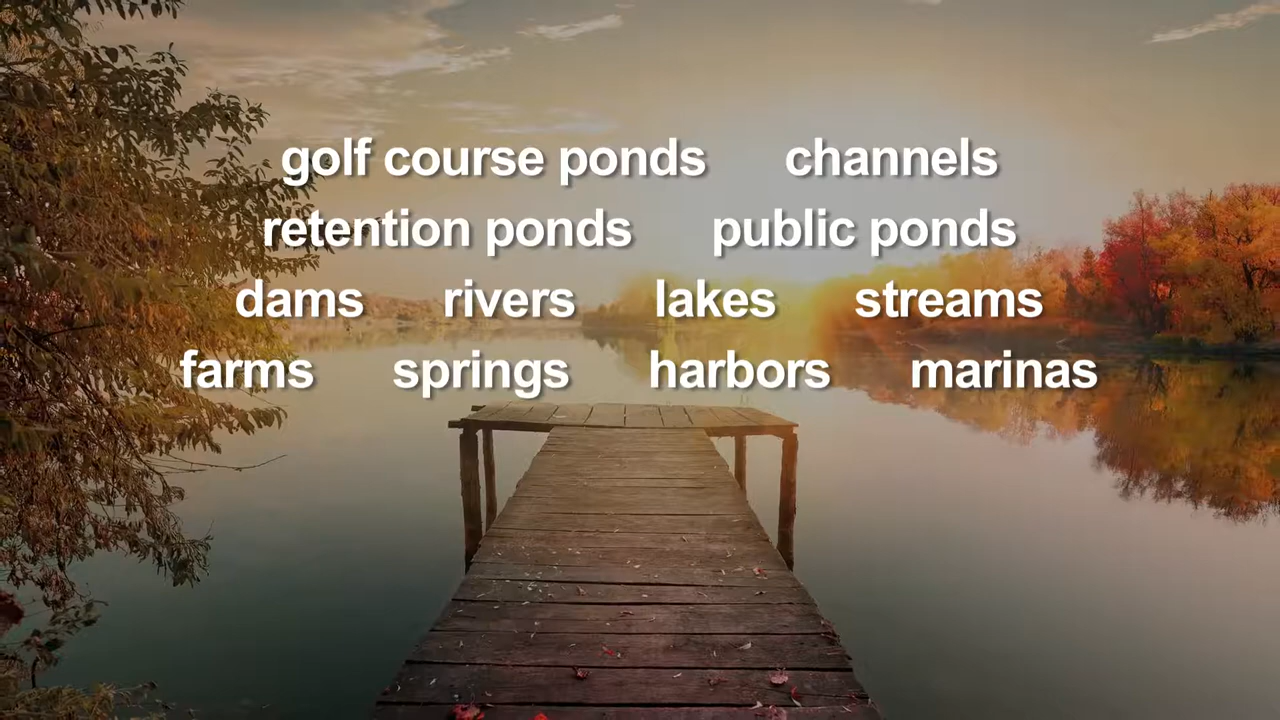 golf course ponds channels
retention ponds public ponds
dams rivers lakes streams
farms springs harbors marinas